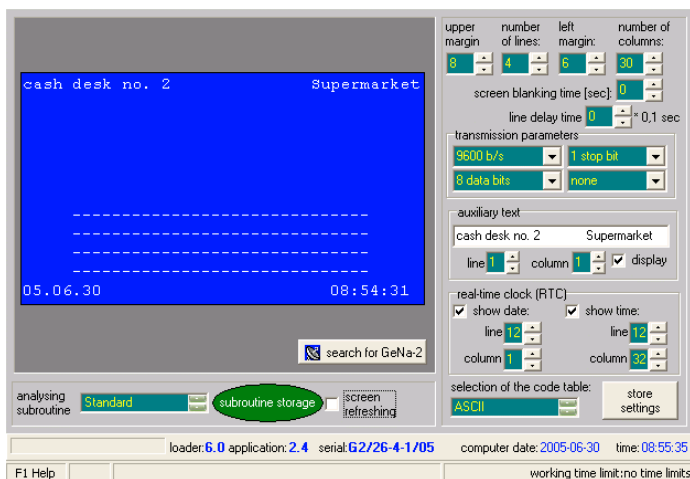 upper margin number of lines: left margin: number of columns:
8 4 6 30
screen blanking time [sec]: 0
line delay time 0 * 0,1 sec
transmission parameters
9600 b/s 1 stop bit
8 data bits none
auxiliary text
cash desk no. 2 Supermarket
line 1 column 1 display
real-time clock (RTC)
show date: show time:
line 12 line 12
column 1 column 32
selection of the code table:
ASCII store settings
cash desk no. 2 Supermarket
------------------------------
------------------------------
------------------------------
------------------------------
05.06.30 08:54:31
search for GeNa-2
analysing subroutine Standard subroutine storage screen refreshing
loader:6.0 application:2.4 serial:G2/26-4-1/05 computer date:2005-06-30 time:08:55:35
F1 Help working time limit:no time limits